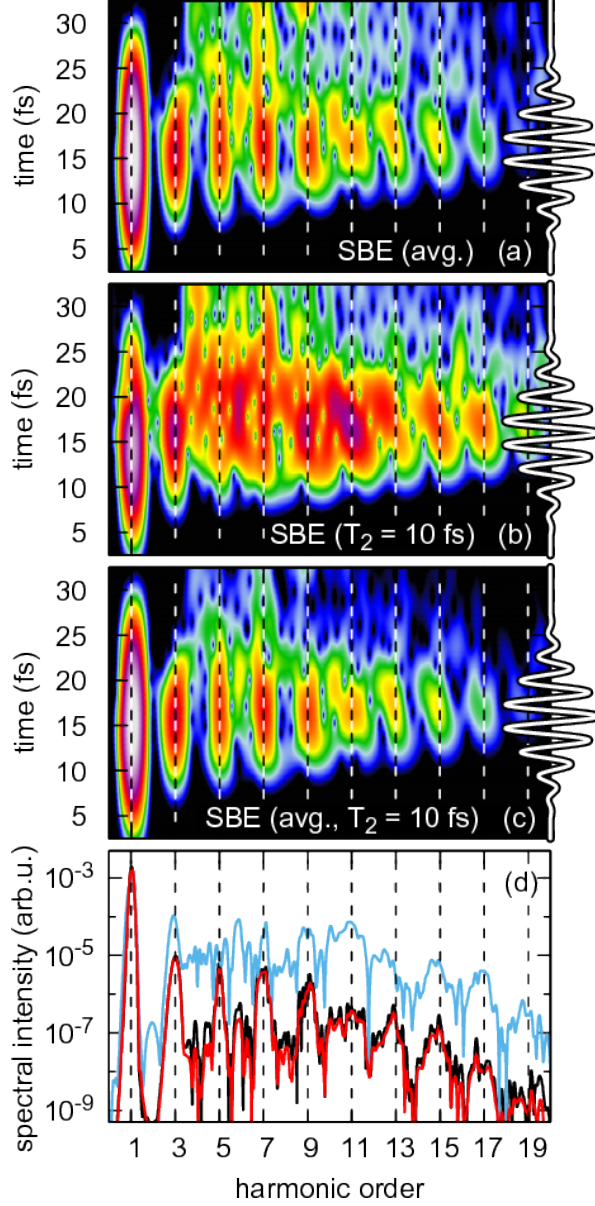 30
25
20
15
10
5
time (fs)
SBE (avg.) (a)
30
25
20
15
10
5
time (fs)
SBE (T₂ = 10 fs) (b)
30
25
20
15
10
5
time (fs)
SBE (avg., T₂ = 10 fs) (c)
(d)
10⁻³
10⁻⁵
10⁻⁷
10⁻⁹
spectral intensity (arb.u.)
1 3 5 7 9 11 13 15 17 19
harmonic order